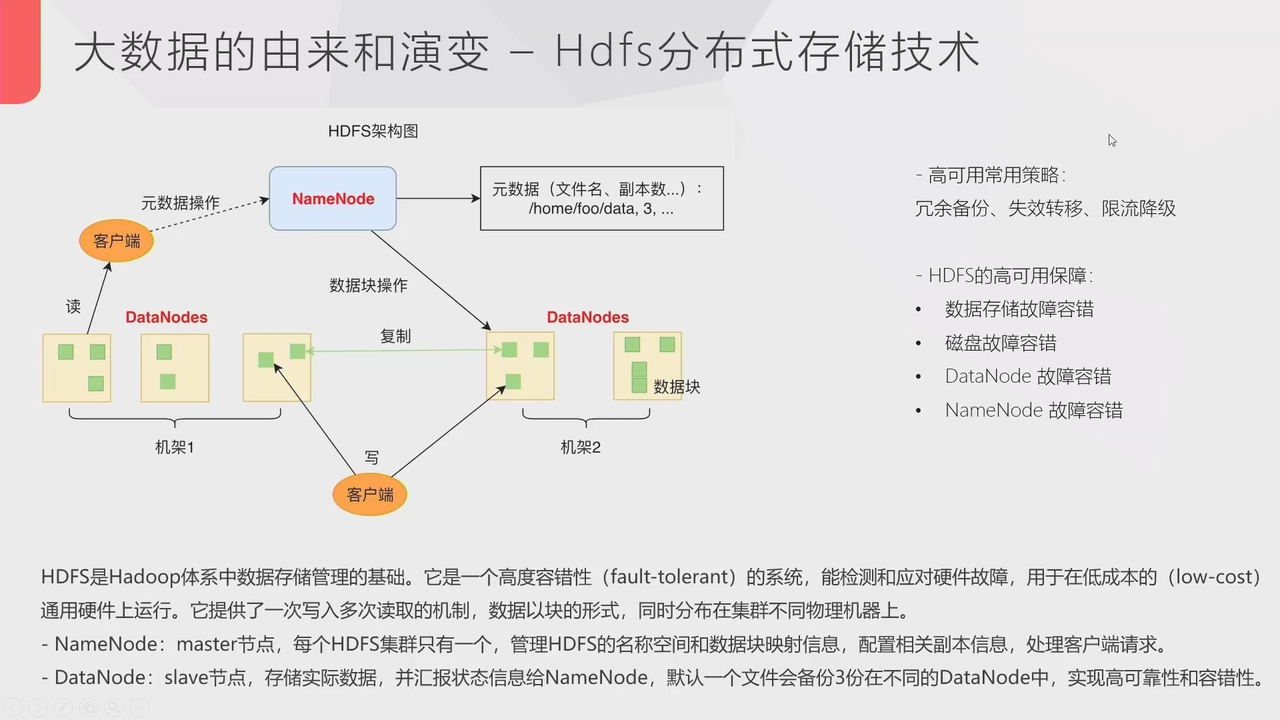 大数据的由来和演变 – Hdfs分布式存储技术
HDFS架构图
元数据操作
NameNode
元数据（文件名、副本数...）：
/home/foo/data, 3, ...
客户端
读
数据块操作
DataNodes
DataNodes
复制
数据块
机架1
机架2
写
客户端
- 高可用常用策略：
冗余备份、失效转移、限流降级
- HDFS的高可用保障：
• 数据存储故障容错
• 磁盘故障容错
• DataNode 故障容错
• NameNode 故障容错
HDFS是Hadoop体系中数据存储管理的基础。它是一个高度容错性（fault-tolerant）的系统，能检测和应对硬件故障，用于在低成本的（low-cost）
通用硬件上运行。它提供了一次写入多次读取的机制，数据以块的形式，同时分布在集群不同物理机器上。
- NameNode：master节点，每个HDFS集群只有一个，管理HDFS的名称空间和数据块映射信息，配置相关副本信息，处理客户端请求。
- DataNode：slave节点，存储实际数据，并汇报状态信息给NameNode，默认一个文件会备份3份在不同的DataNode中，实现高可靠性和容错性。